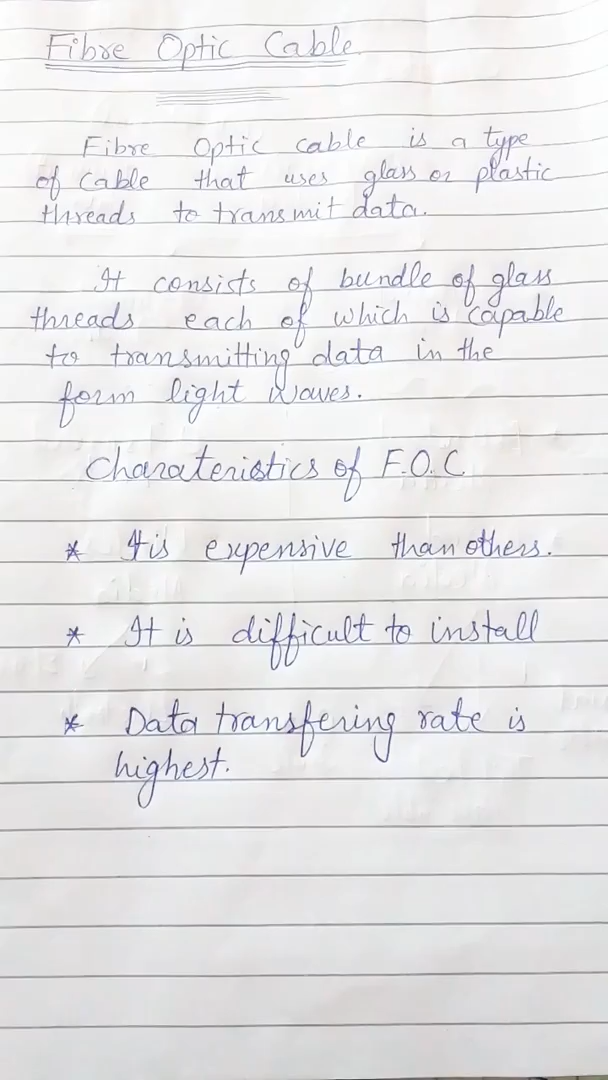 Fibre Optic Cable
Fibre Optic cable is a type
of Cable that uses glass or plastic
threads to transmit data.
It consists of bundle of glass
threads each of which is capable
to transmitting data in the
form light waves.
Charateristics of F.O.C
* It is expensive than others.
* It is difficult to install
* Data transfering rate is
highest.